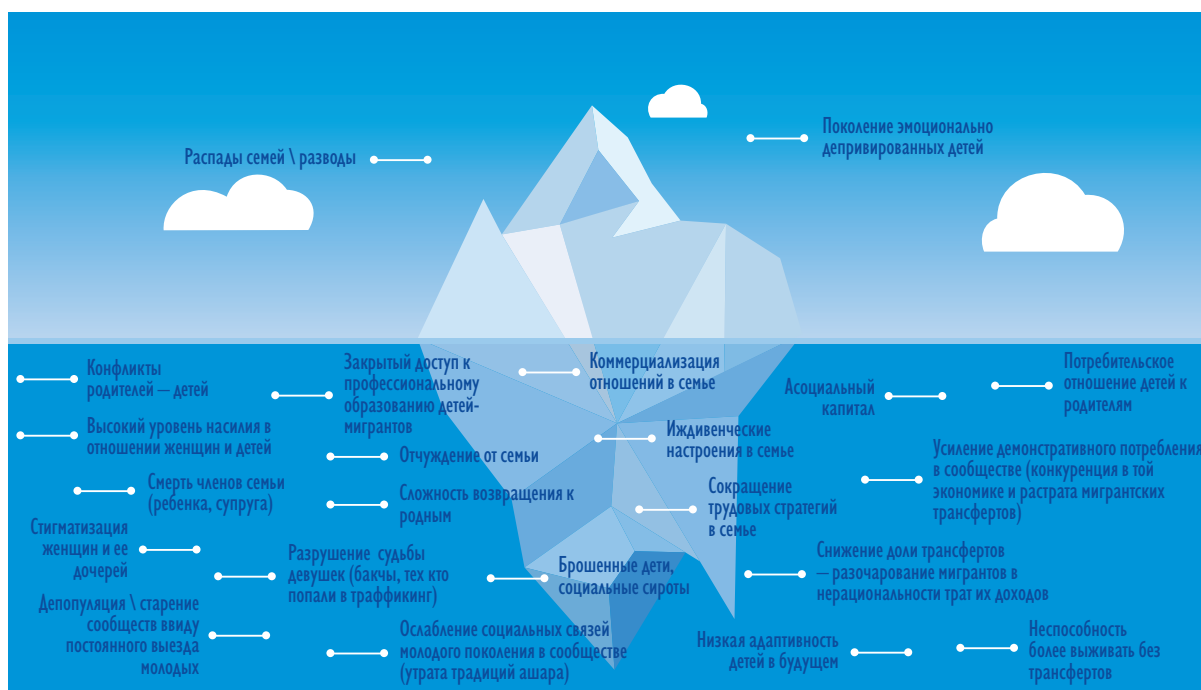 Распады семей \ разводы
Поколение эмоционально
депривированных детей
Конфликты
родителей – детей
Закрытый доступ к
профессиональному
образованию детей-
мигрантов
Коммерциализация
отношений в семье
Асоциальный
капитал
Потребительское
отношение детей к
родителям
Высокий уровень насилия в
отношении женщин и детей
Отчуждение от семьи
Иждивенческие
настроения в семье
Усиление демонстративного потребления
в сообществе (конкуренция в той
экономике и растрата мигрантских
трансфертов)
Смерть членов семьи
(ребенка, супруга)
Сложность возвращения к
родным
Сокращение
трудовых стратегий
в семье
Стигматизация
женщин и ее
дочерей
Разрушение судьбы
девушек (бакчы, тех кто
попали в траффикинг)
Брошенные дети,
социальные сироты
Снижение доли трансфертов
– разочарование мигрантов в
нерациональности трат их доходов
Депопуляция \ старение
сообществ ввиду
постоянного выезда
молодых
Ослабление социальных связей
молодого поколения в сообществе
(утрата традиций ашара)
Низкая адаптивность
детей в будущем
Неспособность
более выживать без
трансфертов